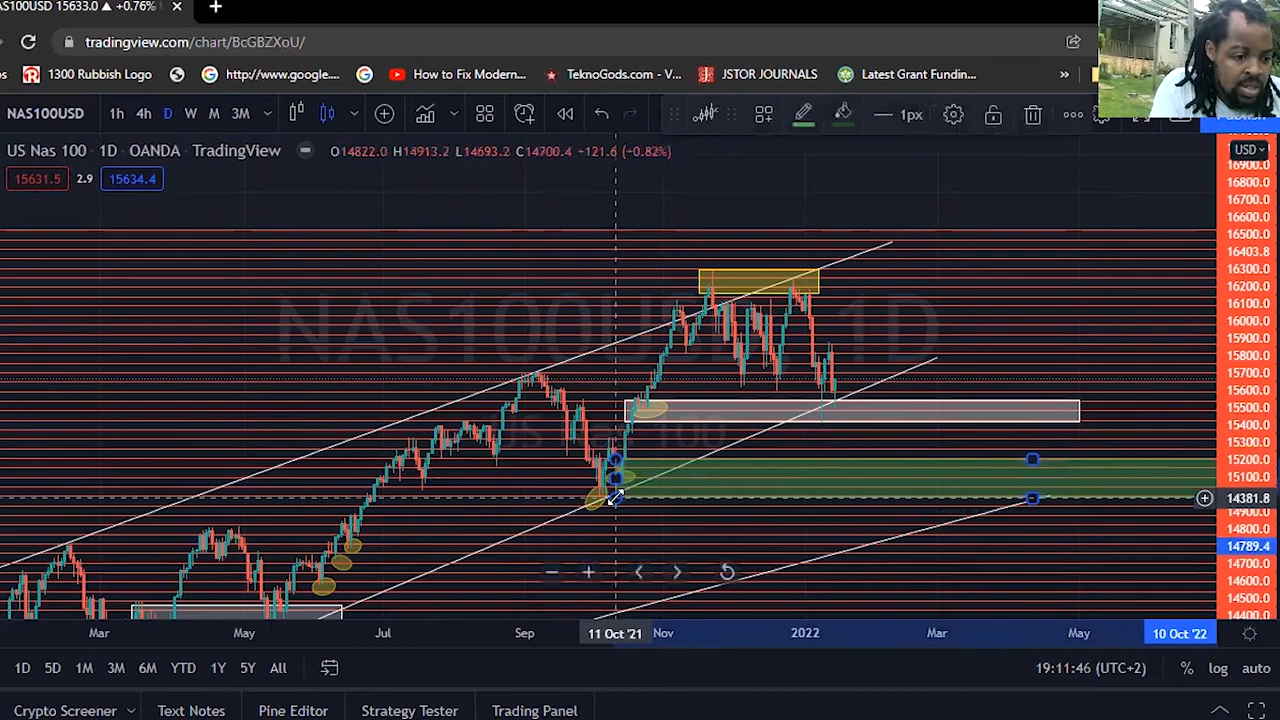 AS100USD 15633.0 ▲ +0.76%
tradingview.com/chart/BcGBZXoU/
1300 Rubbish Logo http://www.google... How to Fix Modern... TeknoGods.com - V... JSTOR JOURNALS Latest Grant Fundin... »
NAS100USD 1h 4h D W M 3M 1px
US Nas 100 · 1D · OANDA · TradingView O14822.0 H14913.2 L14693.2 C14700.4 +121.6 (−0.82%) USD
15631.5 2.9 15634.4
16900.0
16800.0
16700.0
16600.0
16500.0
16403.8
16300.0
16200.0
16100.0
16000.0
15900.0
15800.0
15700.0
15600.0
15500.0
15400.0
15300.0
15200.0
15100.0
14381.8
14900.0
14800.0
14789.4
14700.0
14600.0
14500.0
14400.0
US Nas 100
Mar May Jul Sep 11 Oct '21 Nov 2022 Mar May 10 Oct '22
1D 5D 1M 3M 6M YTD 1Y 5Y All 19:11:46 (UTC+2) % log auto
Crypto Screener Text Notes Pine Editor Strategy Tester Trading Panel